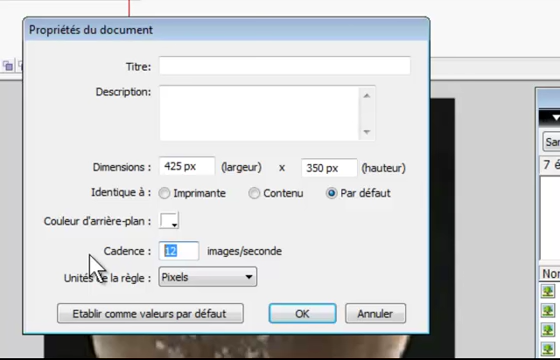 Propriétés du document
Titre:
Description:
Dimensions : 425 px (largeur) x 350 px (hauteur)
Identique à : Imprimante Contenu Par défaut
Couleur d'arrière-plan :
Cadence : 12 images/seconde
Unités de la règle : Pixels
Etablir comme valeurs par défaut OK Annuler